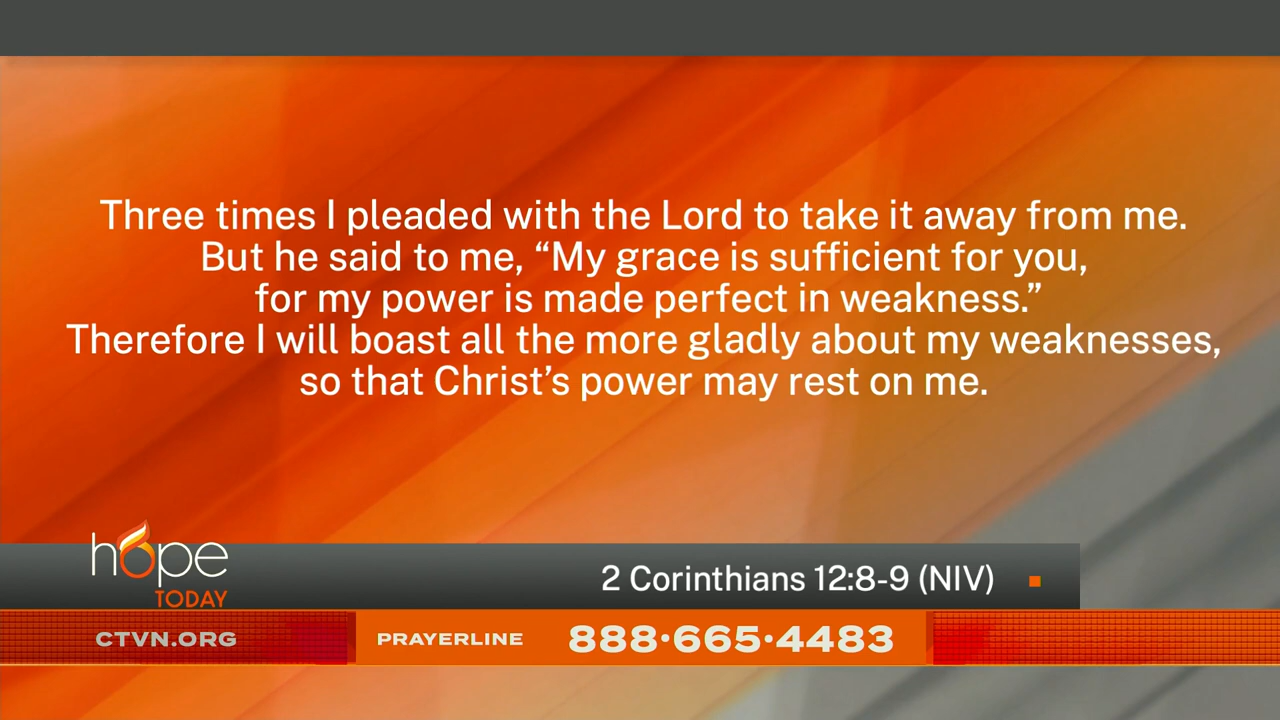 Three times I pleaded with the Lord to take it away from me.
But he said to me, “My grace is sufficient for you,
for my power is made perfect in weakness.”
Therefore I will boast all the more gladly about my weaknesses,
so that Christ’s power may rest on me.
hope
TODAY
2 Corinthians 12:8-9 (NIV)
CTVN.ORG
PRAYERLINE
888·665·4483